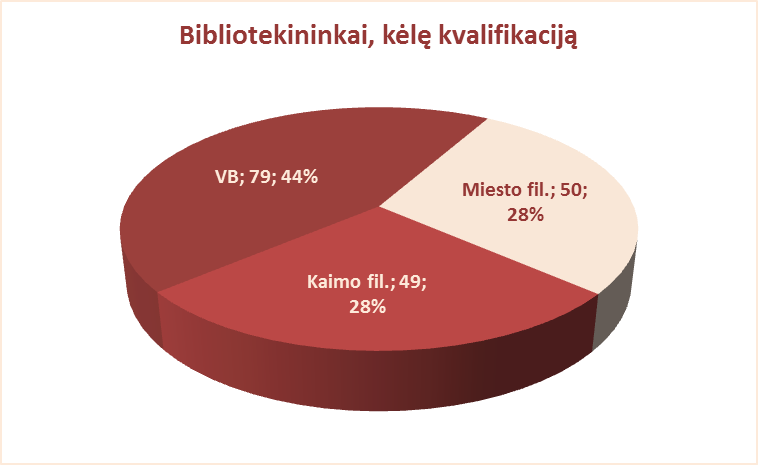 Bibliotekininkai, kėlę kvalifikaciją
VB; 79; 44%
Miesto fil.; 50;
28%
Kaimo fil.; 49;
28%